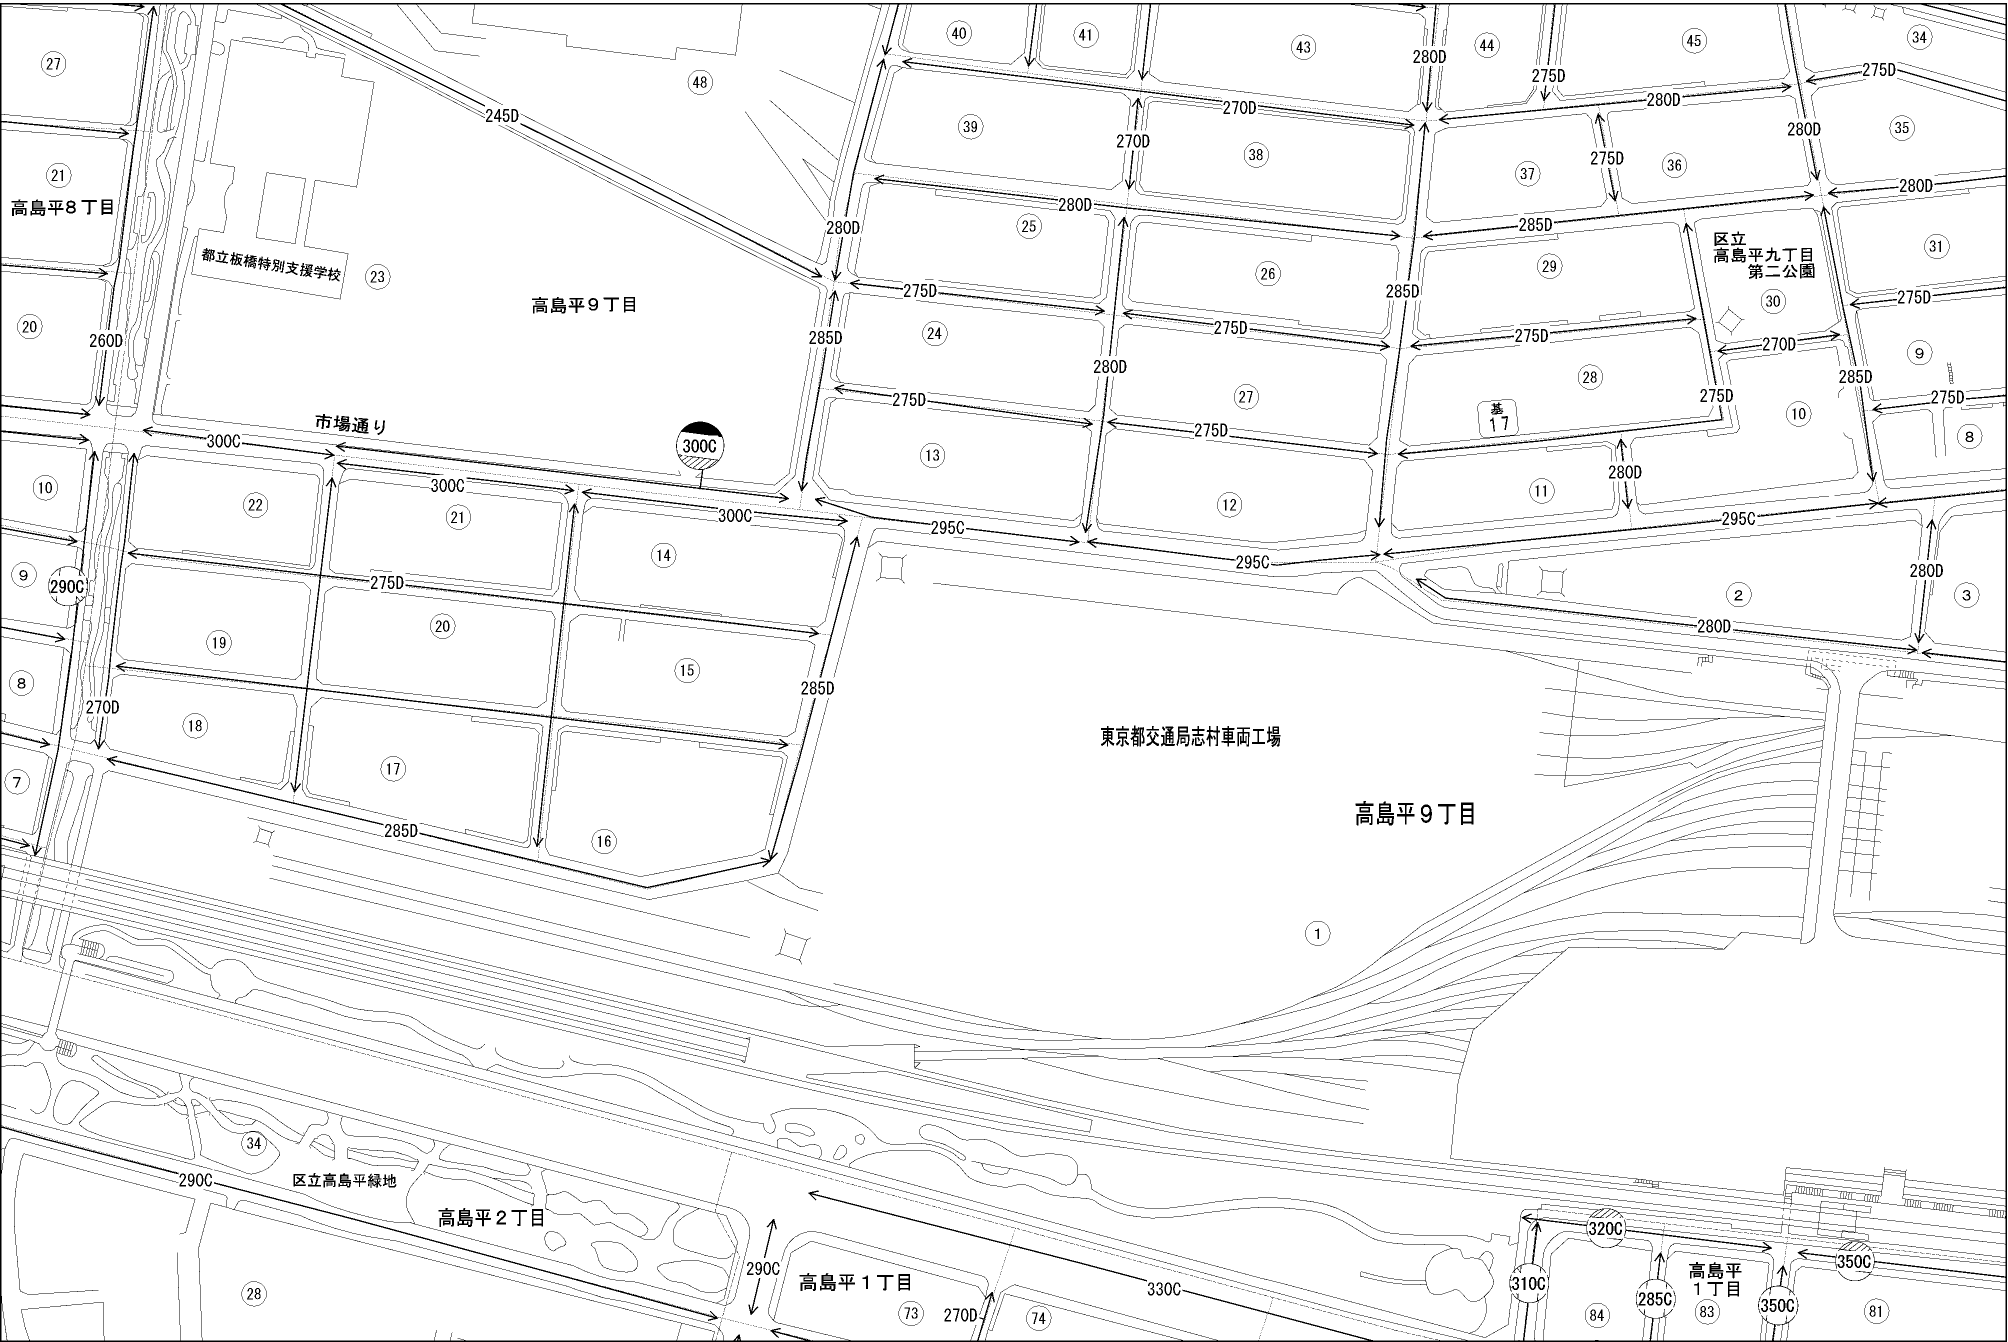 40
41
43
280D
44
45
34
27
48
275D
275D
245D
270D
280D
39
270D
38
275D
37
36
280D
35
21
高島平8丁目
280D
25
280D
285D
280D
都立板橋特別支援学校
23
高島平9丁目
26
29
区立
高島平九丁目
第二公園
30
31
20
260D
285D
275D
24
275D
285D
275D
270D
275D
9
280D
27
28
275D
285D
275D
275D
275D
基
17
10
8
市場通り
300C
300C
13
12
275D
11
280D
10
22
300C
21
300C
295C
295C
295C
14
9
290C
275D
2
280D
3
280D
19
20
15
8
270D
285D
18
17
7
285D
16
東京都交通局志村車両工場
高島平9丁目
1
34
区立高島平緑地
290C
高島平2丁目
28
290C
高島平1丁目
73
270D
74
330C
320C
310C
285C
高島平
1丁目
350C
350C
84
83
81